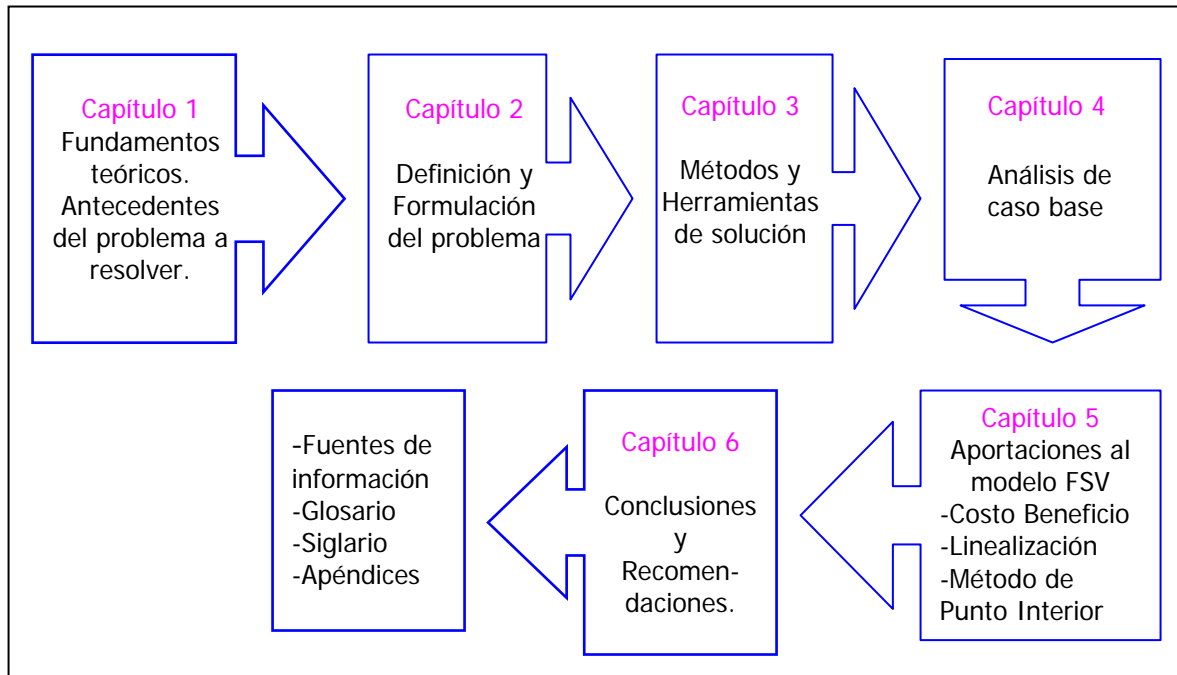 Capítulo 1
Fundamentos
teóricos.
Antecedentes
del problema a
resolver.
Capítulo 2
Definición y
Formulación
del problema
Capítulo 3
Métodos y
Herramientas
de solución
Capítulo 4
Análisis de
caso base
Capítulo 5
Aportaciones al
modelo FSV
-Costo Beneficio
-Linealización
-Método de
Punto Interior
Capítulo 6
Conclusiones
y
Recomen-
daciones.
-Fuentes de
información
-Glosario
-Siglario
-Apéndices